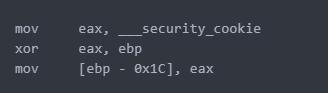 mov eax, ___security_cookie
xor eax, ebp
mov [ebp - 0x1C], eax